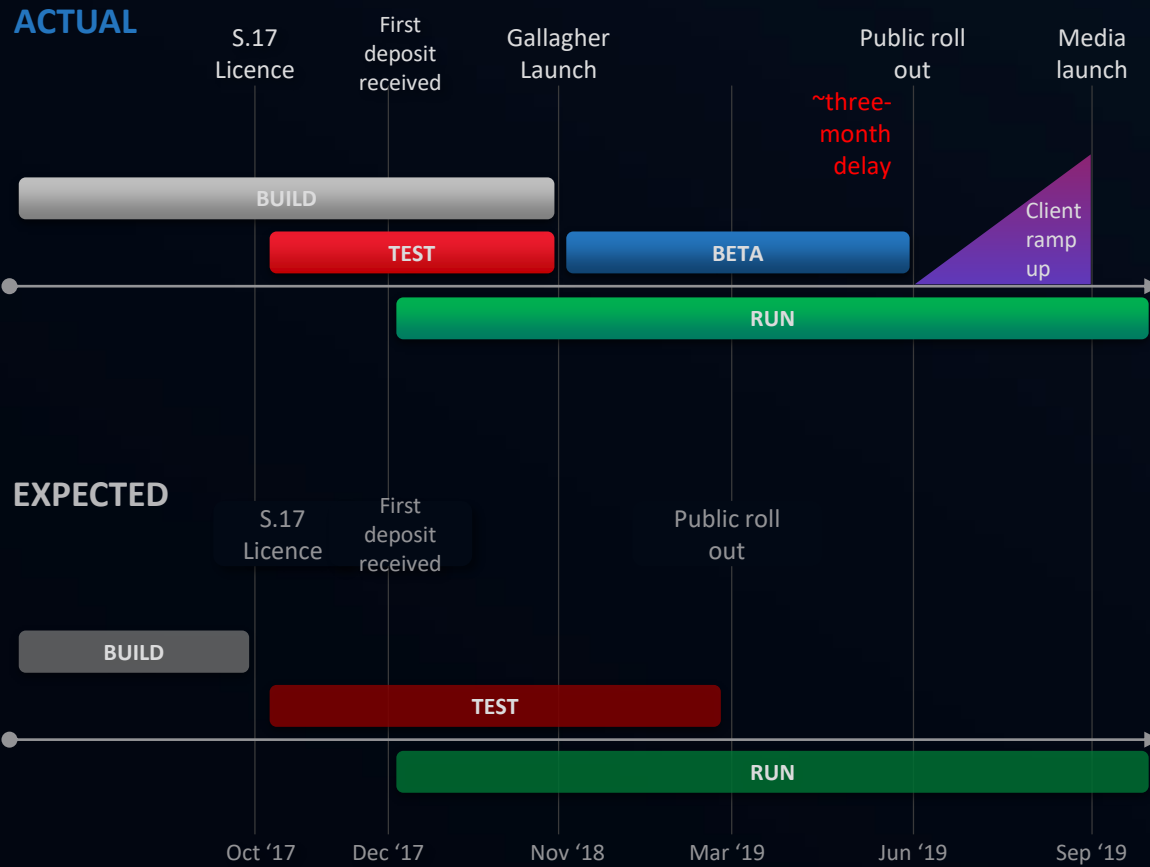 ACTUAL
S.17
Licence
First
deposit
received
Gallagher
Launch
Public roll
out
Media
launch
~three-
month
delay
BUILD
Client
ramp
up
TEST
BETA
RUN
EXPECTED
S.17
Licence
First
deposit
received
Public roll
out
BUILD
TEST
RUN
Oct ‘17
Dec ‘17
Nov ‘18
Mar ‘19
Jun ‘19
Sep ‘19